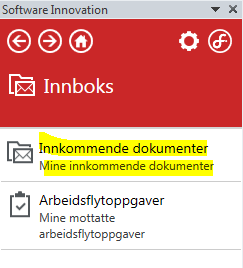 Software Innovation
Innboks
Innkommende dokumenter
Mine innkommende dokumenter
Arbeidsflytoppgaver
Mine mottatte
arbeidsflytoppgaver